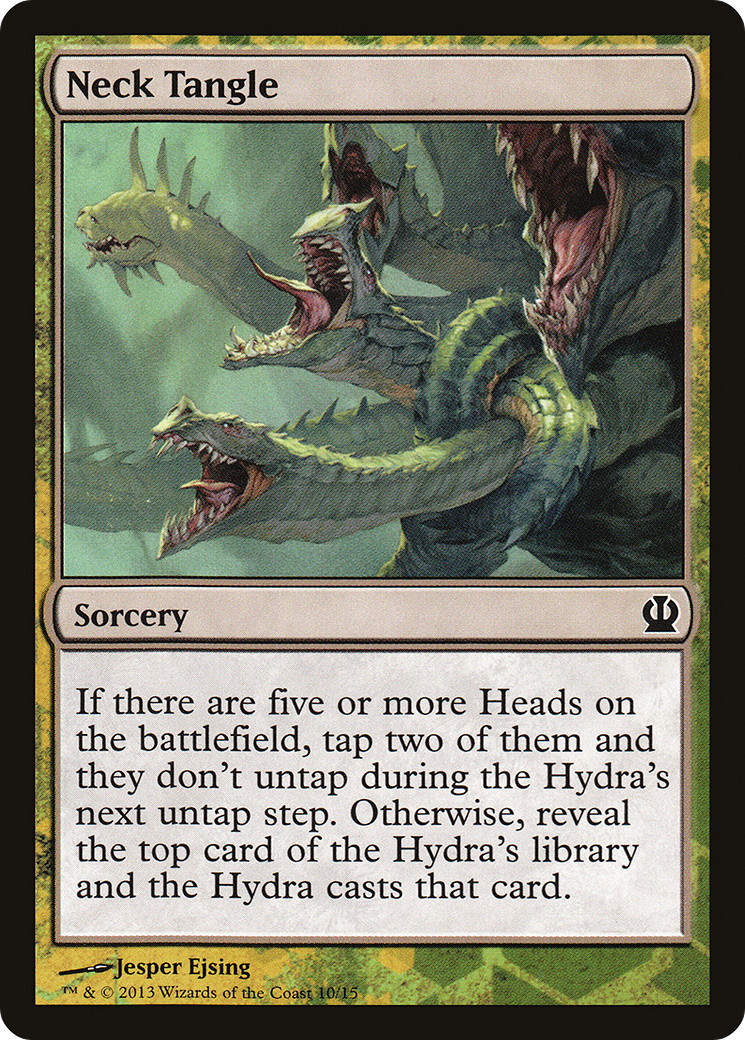 Neck Tangle
Sorcery
If there are five or more Heads on
the battlefield, tap two of them and
they don't untap during the Hydra's
next untap step. Otherwise, reveal
the top card of the Hydra's library
and the Hydra casts that card.
Jesper Ejsing
™ & © 2013 Wizards of the Coast 10/15